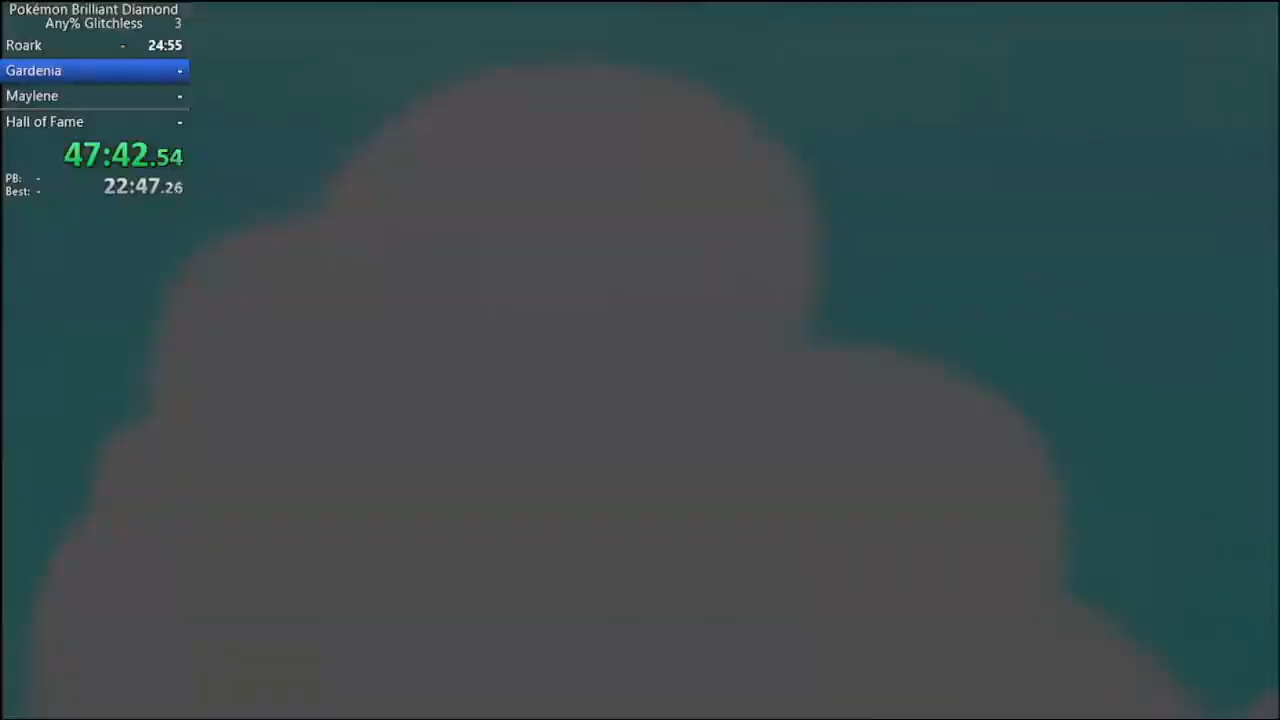 Pokémon Brilliant Diamond
Any% Glitchless 3
Roark - 24:55
Gardenia -
Maylene -
Hall of Fame -
47:42.54
PB: -
Best: -
22:47.26